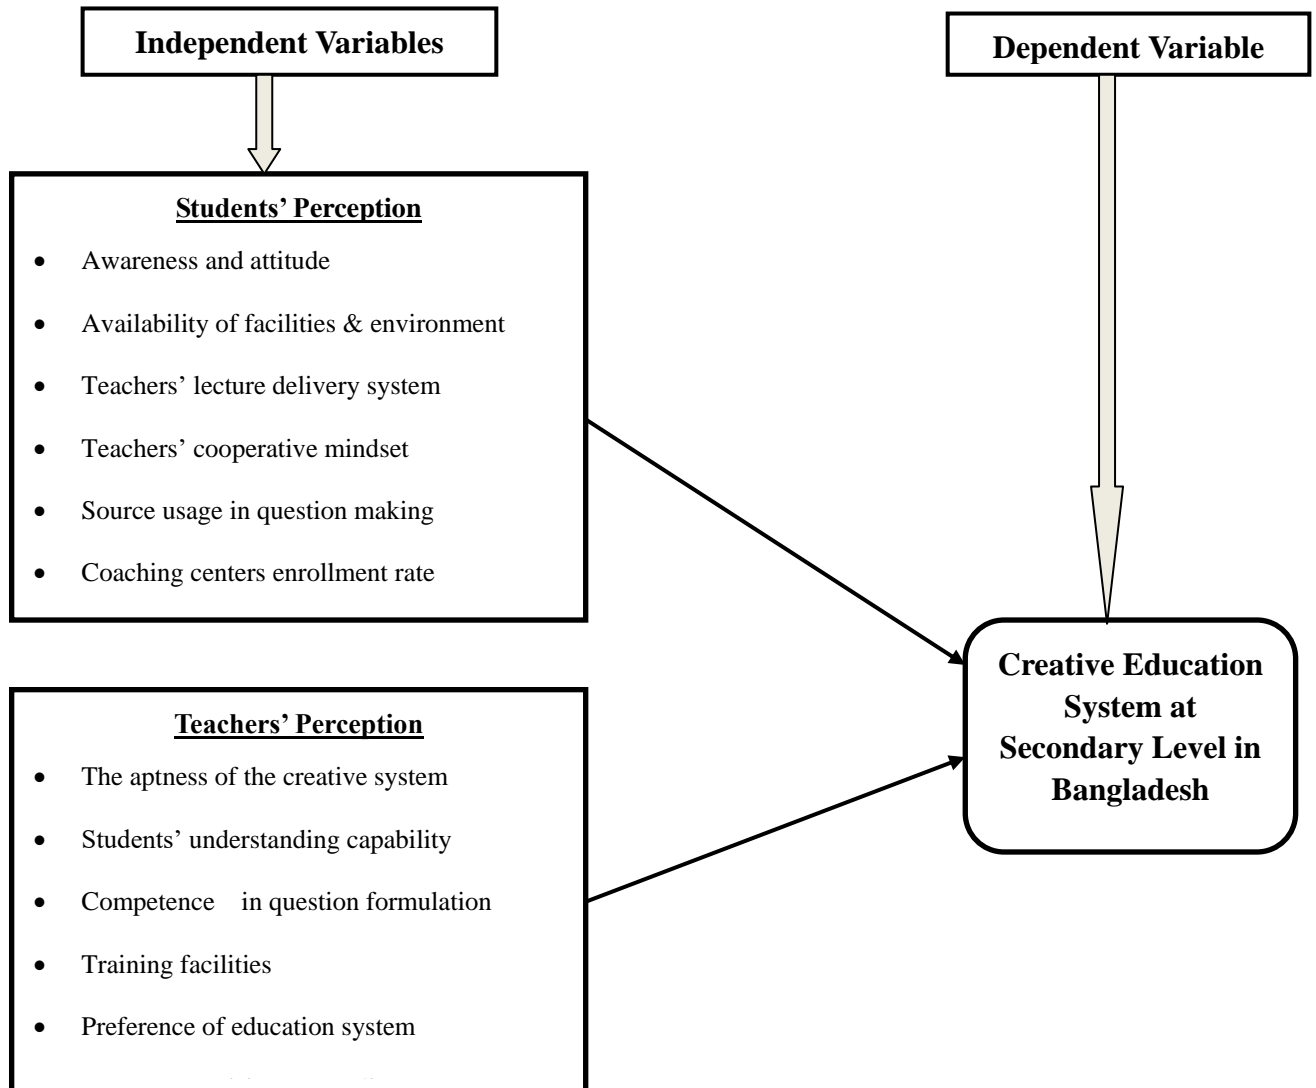 Independent Variables
Dependent Variable
Students’ Perception
• Awareness and attitude
• Availability of facilities & environment
• Teachers’ lecture delivery system
• Teachers’ cooperative mindset
• Source usage in question making
• Coaching centers enrollment rate
Creative Education
System at
Secondary Level in
Bangladesh
Teachers’ Perception
• The aptness of the creative system
• Students’ understanding capability
• Competence in question formulation
• Training facilities
• Preference of education system